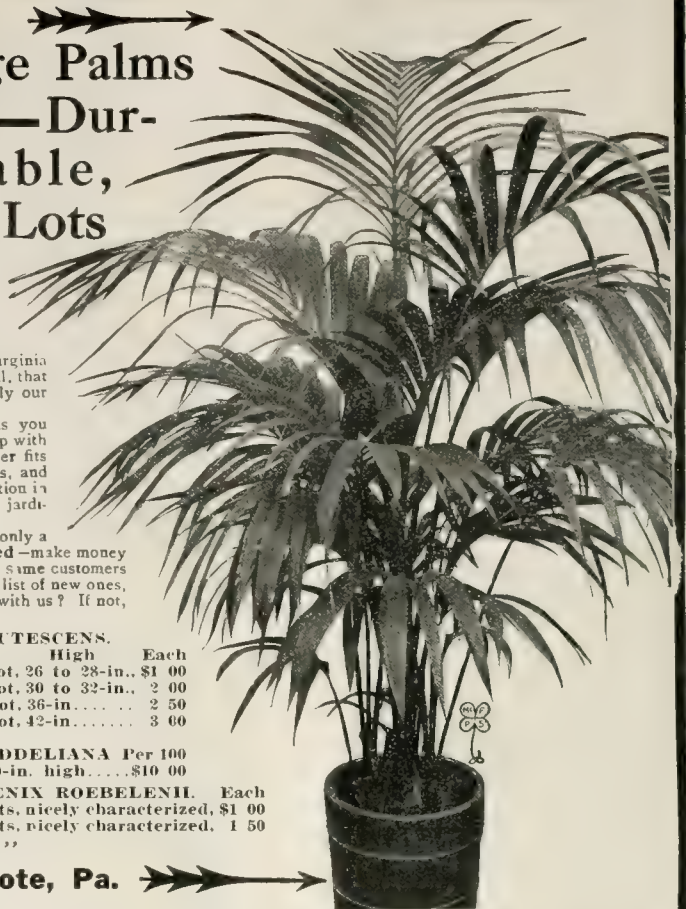 ge Palms
—Dur-
able,
Lots
irginia
l, that
ly our
s you
p with
er fits
s, and
tion in
jardi-
only a
ed —make money
same customers
list of new ones,
with us? If not,
UTESCENS.
High Each
ot, 26 to 28-in.. $1 00
ot, 30 to 32-in., 2 00
ot, 36-in....... 2 50
ot, 42-in....... 3 00
DDELIANA Per 100
0-in. high.....$10 00
ENIX ROEBELENII. Each
ts, nicely characterized, $1 00
ts, nicely characterized, 1 50
”
ote, Pa.